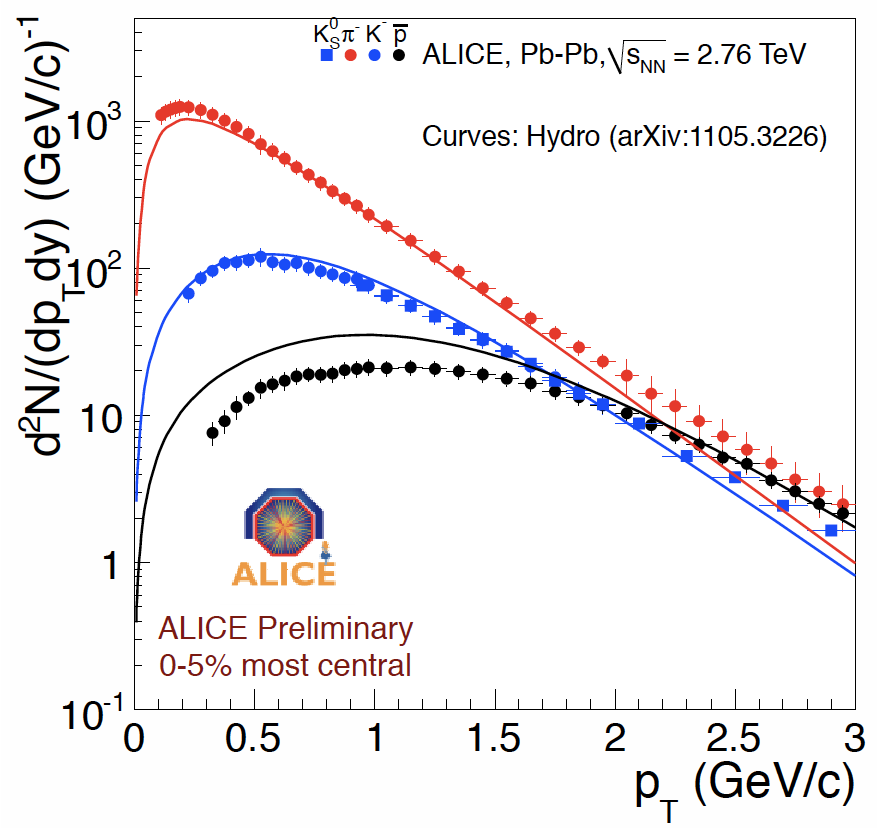 K⁰S π⁻ K⁻ p̅
ALICE, Pb-Pb, √sNN = 2.76 TeV
Curves: Hydro (arXiv:1105.3226)
d²N/(dpTdy) (GeV/c)⁻¹
10³
10²
10
1
10⁻¹
ALICE
ALICE Preliminary
0-5% most central
0 0.5 1 1.5 2 2.5 3
pT (GeV/c)